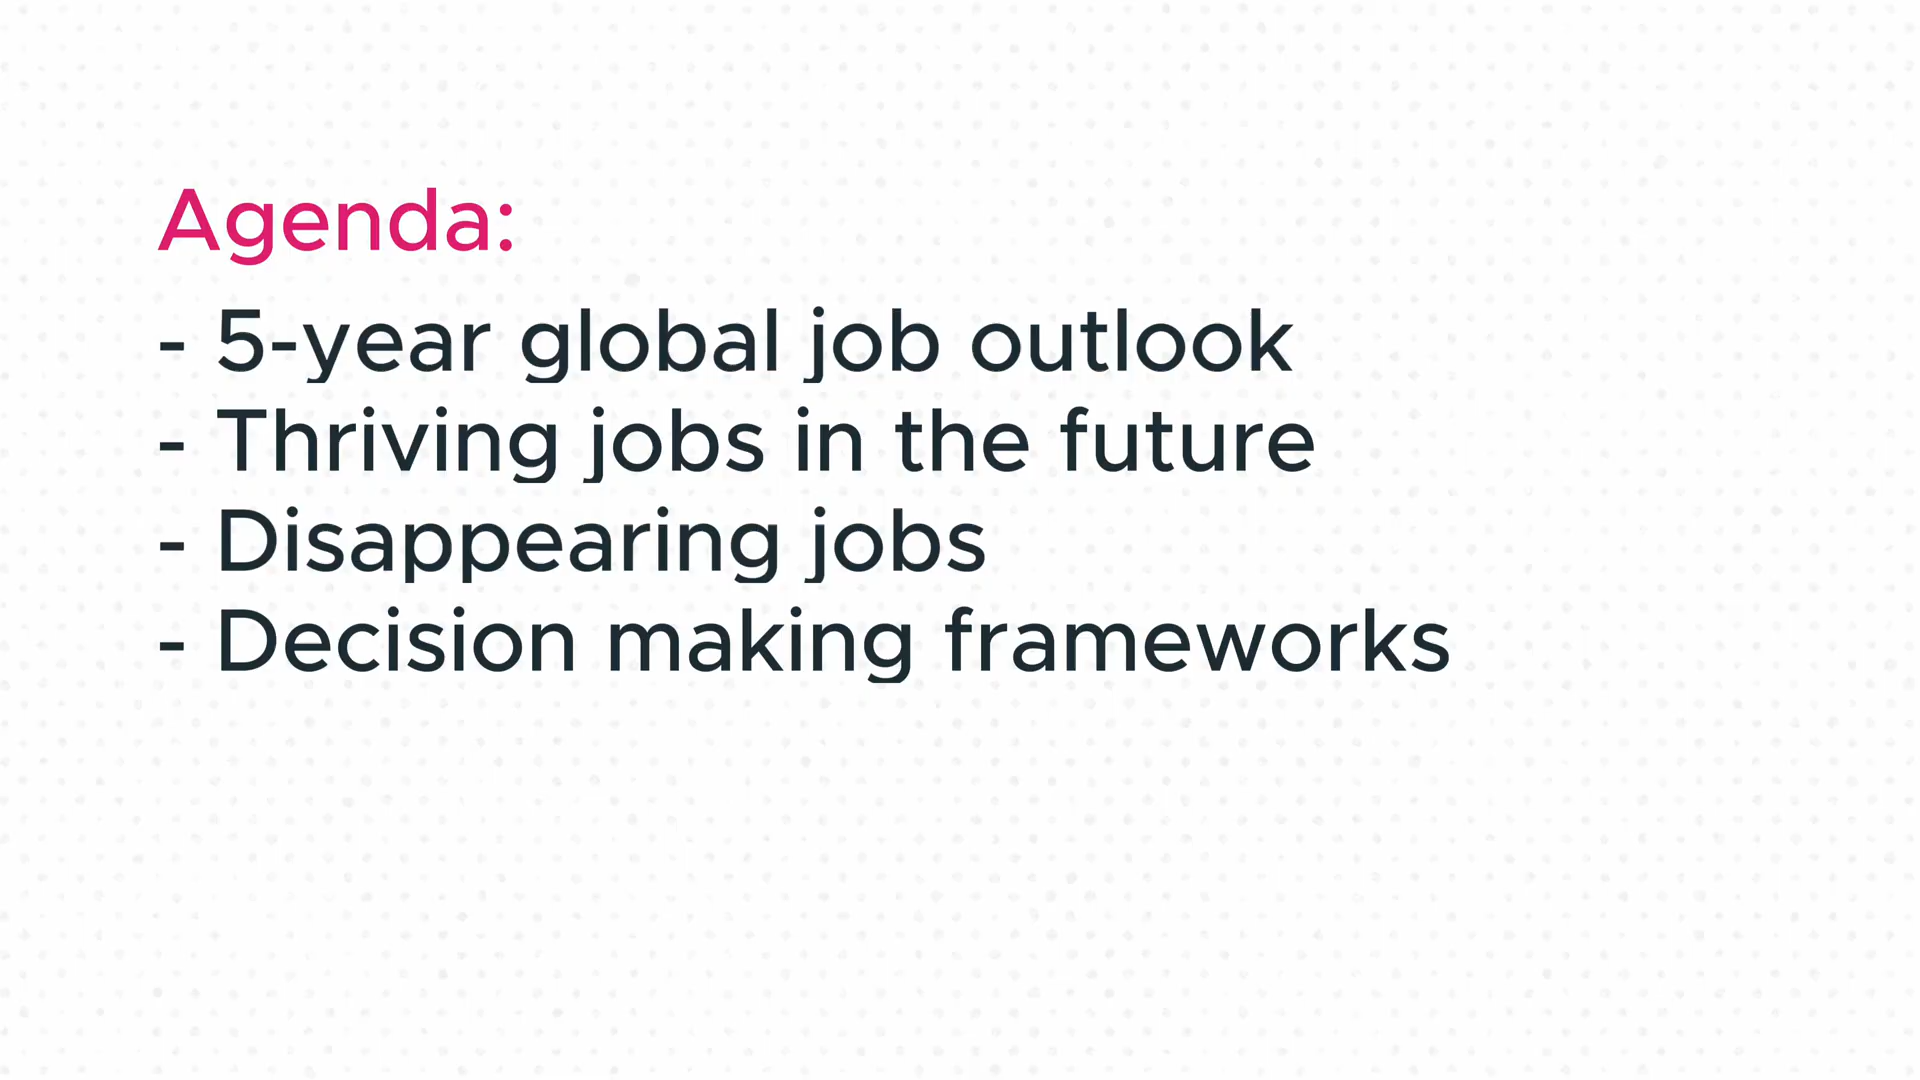 Agenda:
- 5-year global job outlook
- Thriving jobs in the future
- Disappearing jobs
- Decision making frameworks